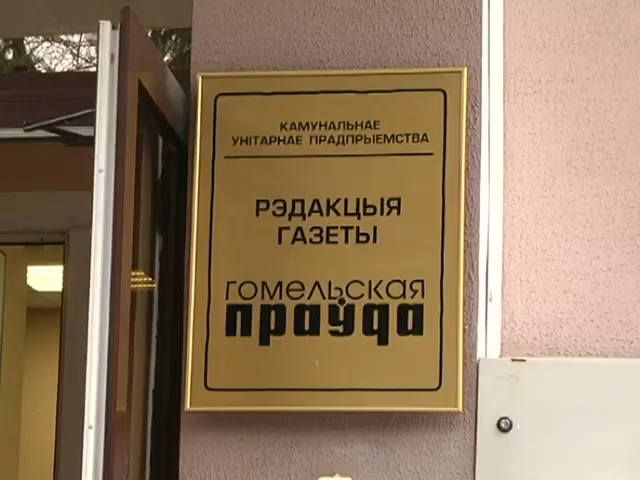 КАМУНАЛЬНАЕ
УНІТАРНАЕ ПРАДПРЫЕМСТВА
РЭДАКЦЫЯ
ГАЗЕТЫ
гомельская
праўда